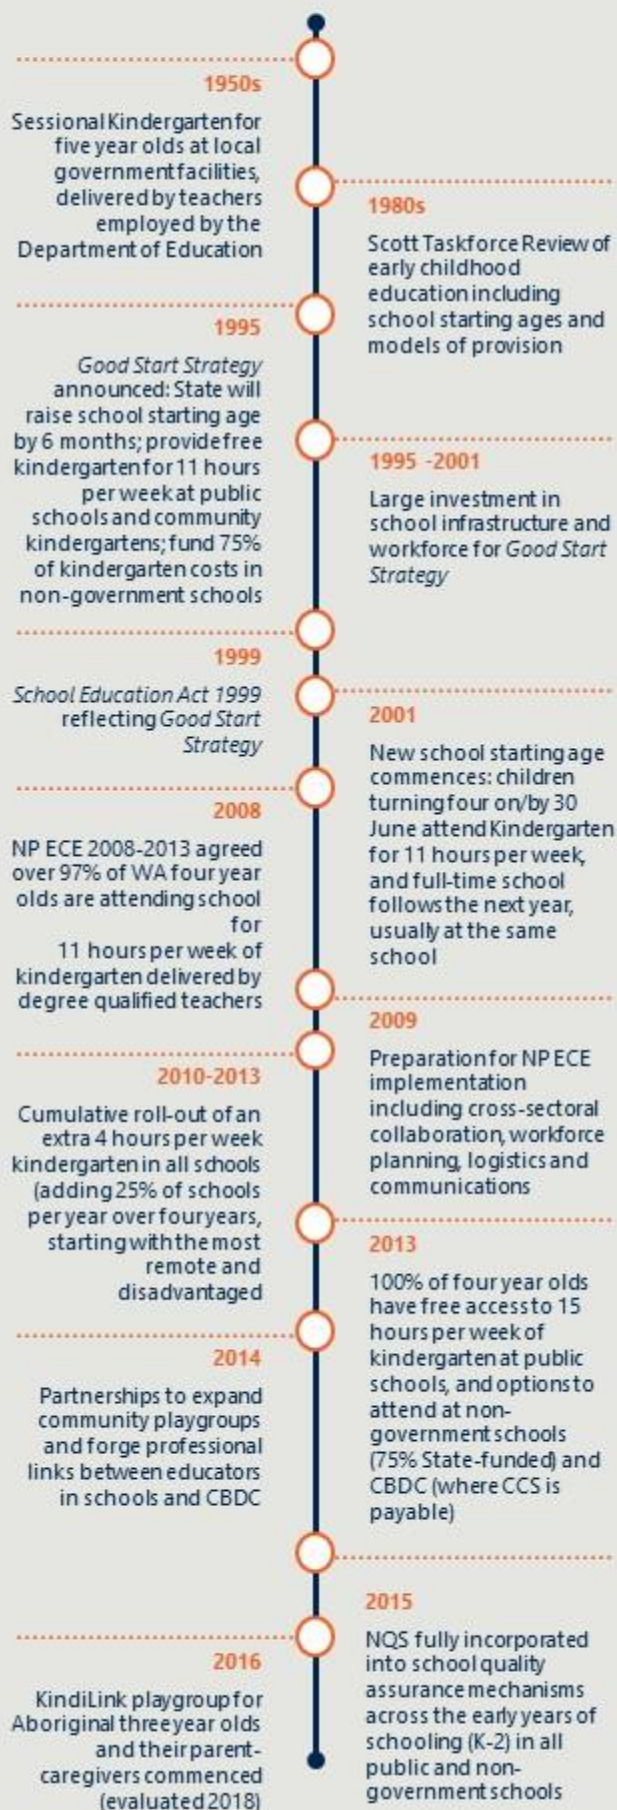 1950s
Sessional Kindergarten for
five year olds at local
government facilities,
delivered by teachers
employed by the
Department of Education
1980s
Scott Taskforce Review of
early childhood
education including
school starting ages and
models of provision
1995
Good Start Strategy
announced: State will
raise school starting age
by 6 months; provide free
kindergarten for 11 hours
per week at public
schools and community
kindergartens; fund 75%
of kindergarten costs in
non-government schools
1995 -2001
Large investment in
school infrastructure and
workforce for Good Start
Strategy
1999
School Education Act 1999
reflecting Good Start
Strategy
2001
New school starting age
commences: children
turning four on/by 30
June attend Kindergarten
for 11 hours per week,
and full-time school
follows the next year,
usually at the same
school
2008
NP ECE 2008-2013 agreed
over 97% of WA four year
olds are attending school
for
11 hours per week of
kindergarten delivered by
degree qualified teachers
2009
Preparation for NP ECE
implementation
including cross-sectoral
collaboration, workforce
planning, logistics and
communications
2010-2013
Cumulative roll-out of an
extra 4 hours per week
kindergarten in all schools
(adding 25% of schools
per year over four years,
starting with the most
remote and
disadvantaged
2013
100% of four year olds
have free access to 15
hours per week of
kindergarten at public
schools, and options to
attend at non-
government schools
(75% State-funded) and
CBDC (where CCS is
payable)
2014
Partnerships to expand
community playgroups
and forge professional
links between educators
in schools and CBDC
2015
NQS fully incorporated
into school quality
assurance mechanisms
across the early years of
schooling (K-2) in all
public and non-
government schools
2016
KindiLink playgroup for
Aboriginal three year olds
and their parent-
caregivers commenced
(evaluated 2018)